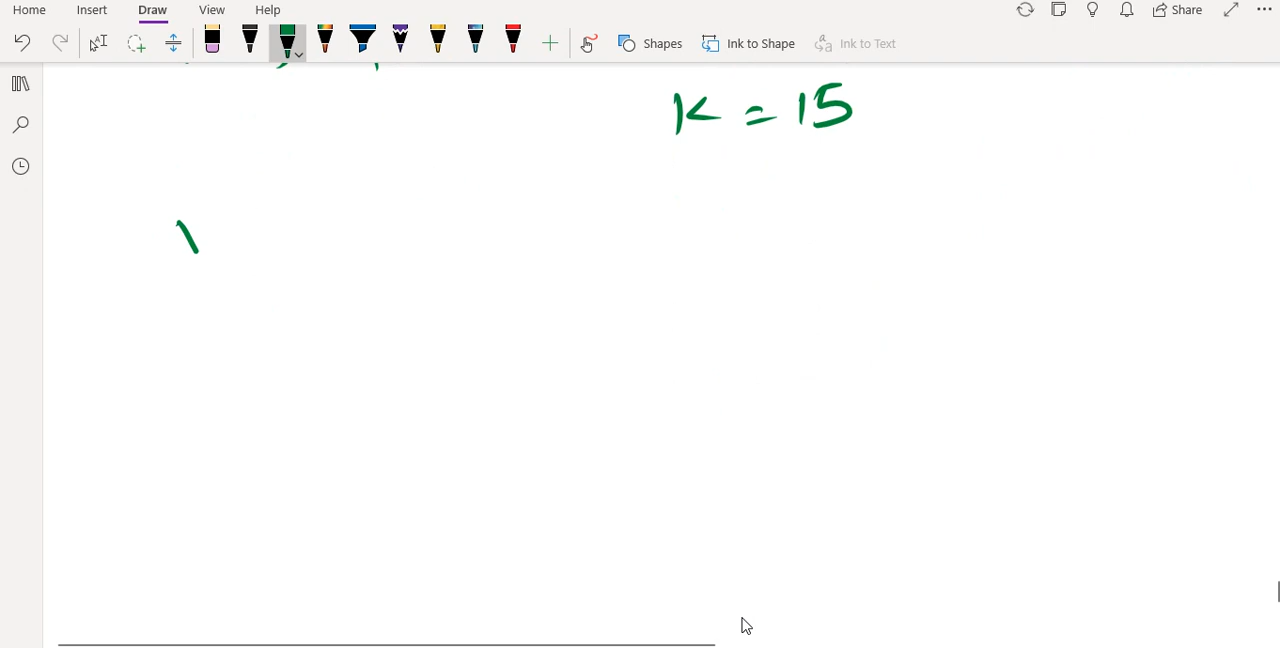 Home Insert Draw View Help Share
Shapes Ink to Shape Ink to Text
K = 15